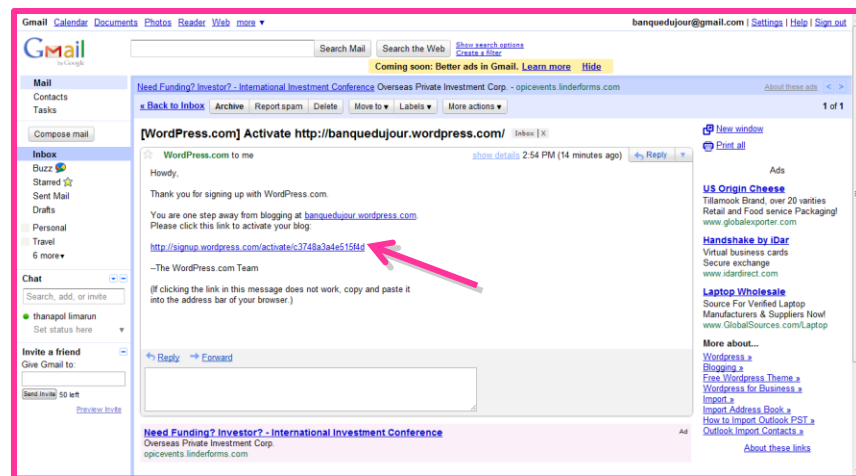 Gmail Calendar Documents Photos Reader Web more ▼
banquedujour@gmail.com | Settings | Help | Sign out
Gmail
by Google
Search Mail Search the Web Show search options
Create a filter
Coming soon: Better ads in Gmail. Learn more Hide
Mail
Contacts
Tasks
Compose mail
Inbox
Buzz
Starred
Sent Mail
Drafts
Personal
Travel
6 more▼
Chat
Search, add, or invite
thanapol limarun
Set status here
Invite a friend
Give Gmail to:
Send Invite 50 left
Preview Invite
Need Funding? Investor? - International Investment Conference Overseas Private Investment Corp. - opicevents.linderforms.com
About these ads < >
« Back to Inbox Archive Report spam Delete Move to ▼ Labels ▼ More actions ▼
1 of 1
[WordPress.com] Activate http://banquedujour.wordpress.com/ Inbox | X
WordPress.com to me
show details 2:54 PM (14 minutes ago) Reply
Howdy,
Thank you for signing up with WordPress.com.
You are one step away from blogging at banquedujour.wordpress.com.
Please click this link to activate your blog:
http://signup.wordpress.com/activate/c3748a3a4e515f4d
--The WordPress.com Team
(If clicking the link in this message does not work, copy and paste it
into the address bar of your browser.)
Reply Forward
Need Funding? Investor? - International Investment Conference
Ad
Overseas Private Investment Corp.
opicevents.linderforms.com
New window
Print all
Ads
US Origin Cheese
Tillamook Brand, over 20 varities
Retail and Food service Packaging!
www.globalexporter.com
Handshake by iDar
Virtual business cards
Secure exchange
www.idardirect.com
Laptop Wholesale
Source For Verified Laptop
Manufacturers & Suppliers Now!
www.GlobalSources.com/Laptop
More about...
Wordpress »
Blogging »
Free Wordpress Theme »
Wordpress for Business »
Import »
Import Address Book »
How to Import Outlook PST »
Outlook Import Contacts »
About these links